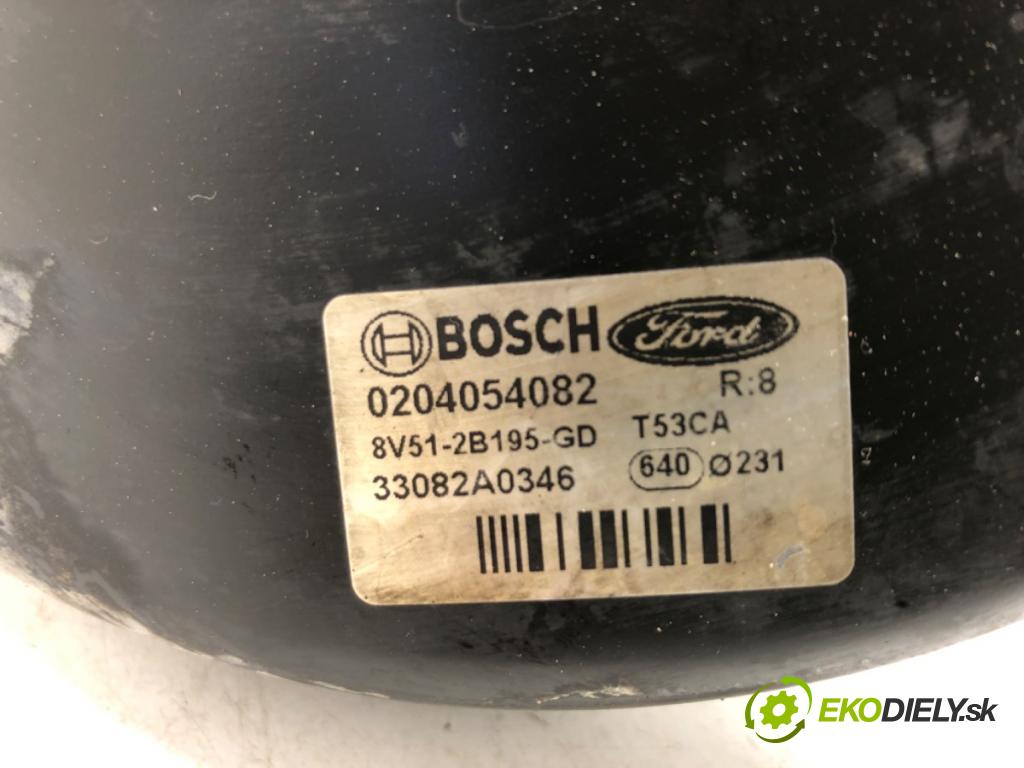 BOSCH Ford
0204054082 R:8
8V51-2B195-GD T53CA
33082A0346 640 Ø231
EKODIELY.sk